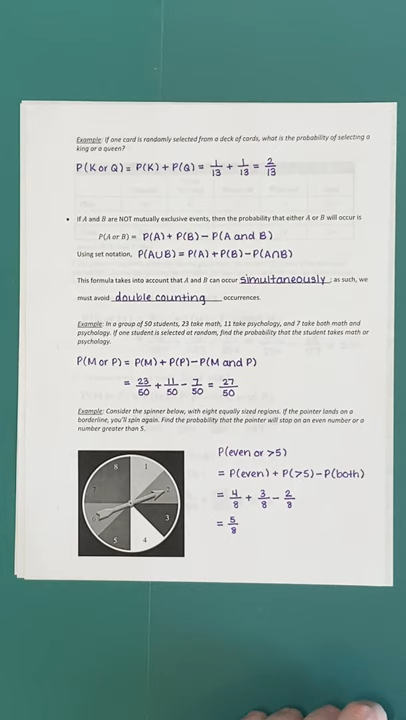 Example: If one card is randomly selected from a deck of cards, what is the probability of selecting a
king or a queen?
P(K or Q) = P(K) + P(Q) = 1/13 + 1/13 = 2/13
• If A and B are NOT mutually exclusive events, then the probability that either A or B will occur is
P(A or B) = P(A) + P(B) - P(A and B)
Using set notation, P(A∪B) = P(A) + P(B) - P(A∩B)
This formula takes into account that A and B can occur simultaneously; as such, we
must avoid double counting occurrences.
Example: In a group of 50 students, 23 take math, 11 take psychology, and 7 take both math and
psychology. If one student is selected at random, find the probability that the student takes math or
psychology.
P(M or P) = P(M) + P(P) - P(M and P)
= 23/50 + 11/50 - 7/50 = 27/50
Example: Consider the spinner below, with eight equally sized regions. If the pointer lands on a
borderline, you'll spin again. Find the probability that the pointer will stop on an even number or a
number greater than 5.
P(even or >5)
= P(even) + P(>5) - P(both)
= 4/8 + 3/8 - 2/8
= 5/8
8 1
7 2
6 3
5 4